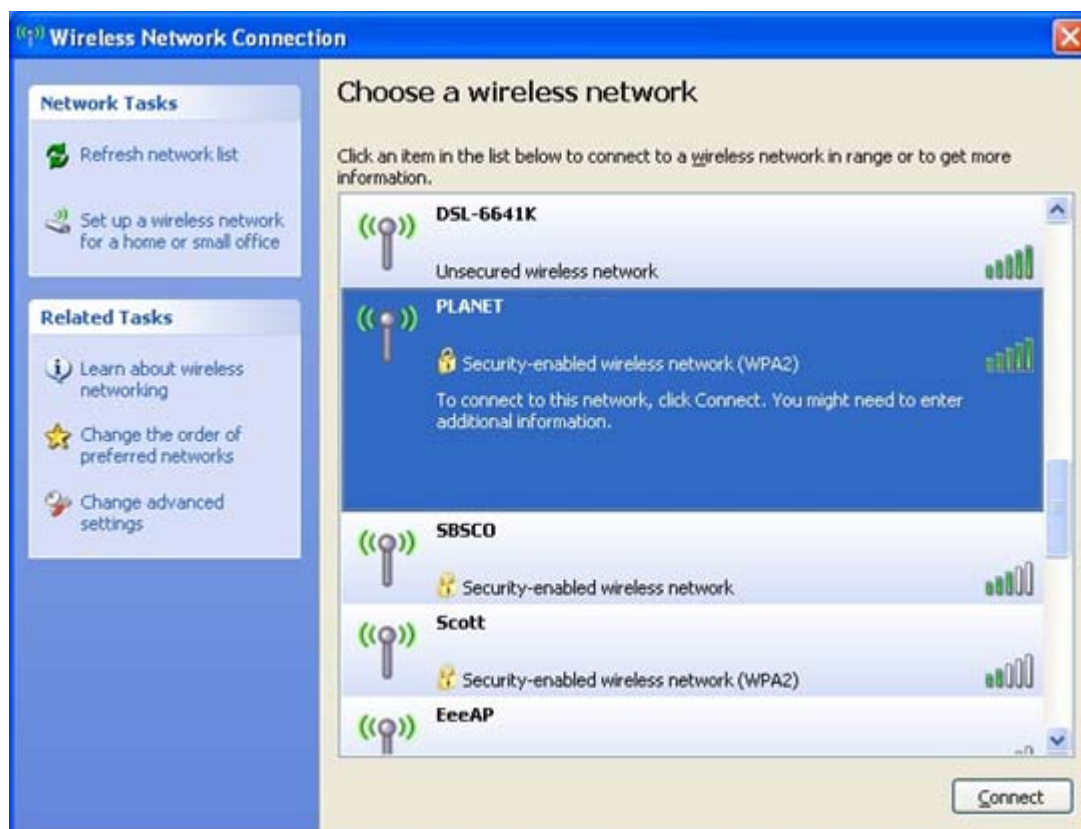 Wireless Network Connection
Network Tasks
Refresh network list
Set up a wireless network
for a home or small office
Related Tasks
Learn about wireless
networking
Change the order of
preferred networks
Change advanced
settings
Choose a wireless network
Click an item in the list below to connect to a wireless network in range or to get more
information.
DSL-6641K
Unsecured wireless network
PLANET
Security-enabled wireless network (WPA2)
To connect to this network, click Connect. You might need to enter
additional information.
SBSCO
Security-enabled wireless network
Scott
Security-enabled wireless network (WPA2)
EeeAP
Connect